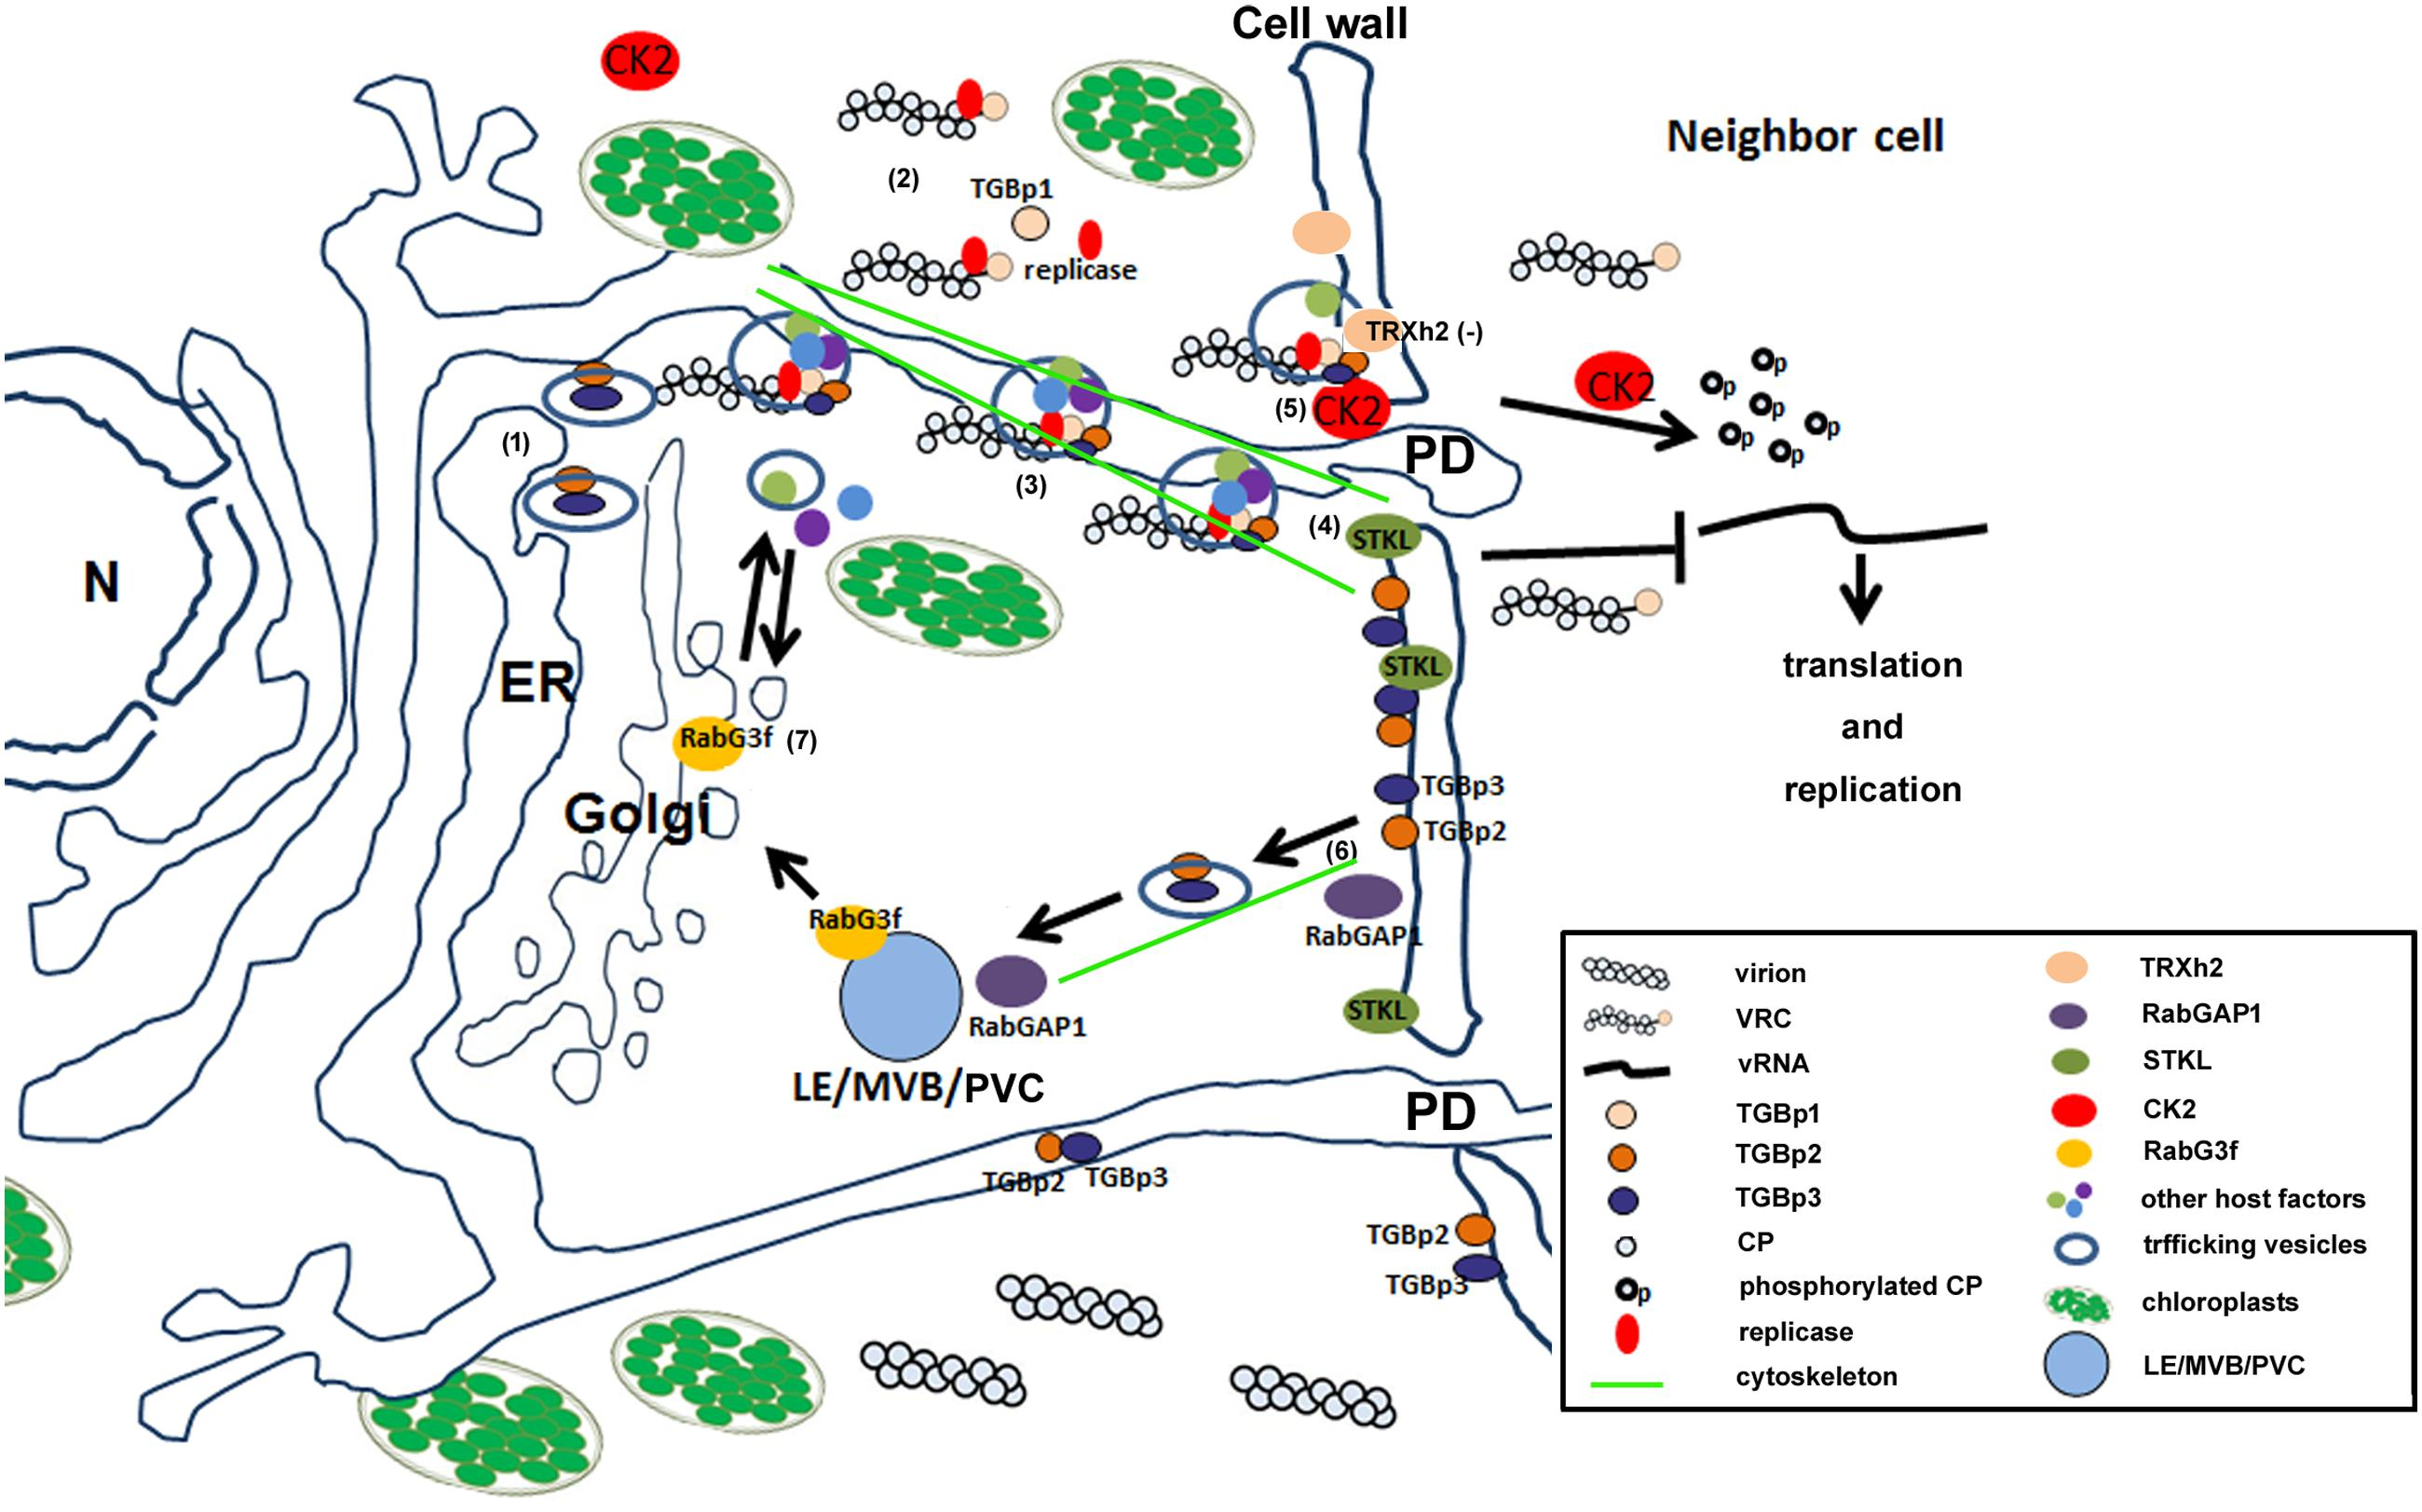 Cell wall
CK2
Neighbor cell
(2)
TGBp1
replicase
TRXh2 (-)
CK2
p
p
p
p
p
p
(5)
CK2
(1)
PD
(3)
(4)
STKL
N
ER
STKL
translation
and
replication
RabG3f
(7)
TGBp3
Golgi
TGBp2
(6)
RabG3f
RabGAP1
STKL
RabGAP1
LE/MVB/PVC
PD
TGBp2
TGBp3
TGBp2
TGBp3
virion
VRC
vRNA
TGBp1
TGBp2
TGBp3
CP
p
phosphorylated CP
replicase
cytoskeleton
TRXh2
RabGAP1
STKL
CK2
RabG3f
other host factors
trfficking vesicles
chloroplasts
LE/MVB/PVC